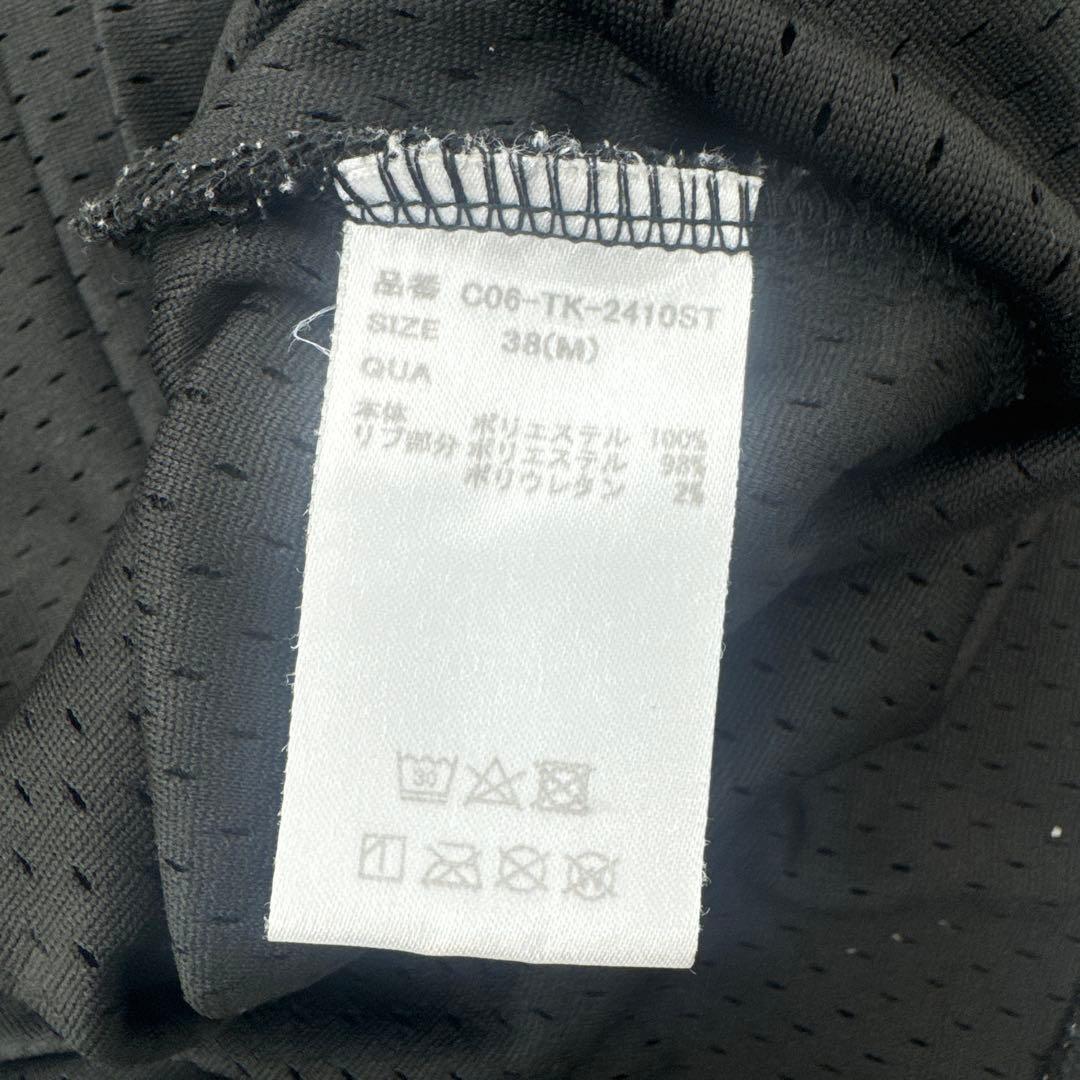 品番 C06-TK-2410ST
SIZE 38(M)
QUA
本体 ポリエステル 100%
リブ部分 ポリエステル 98%
ポリウレタン 2%
30